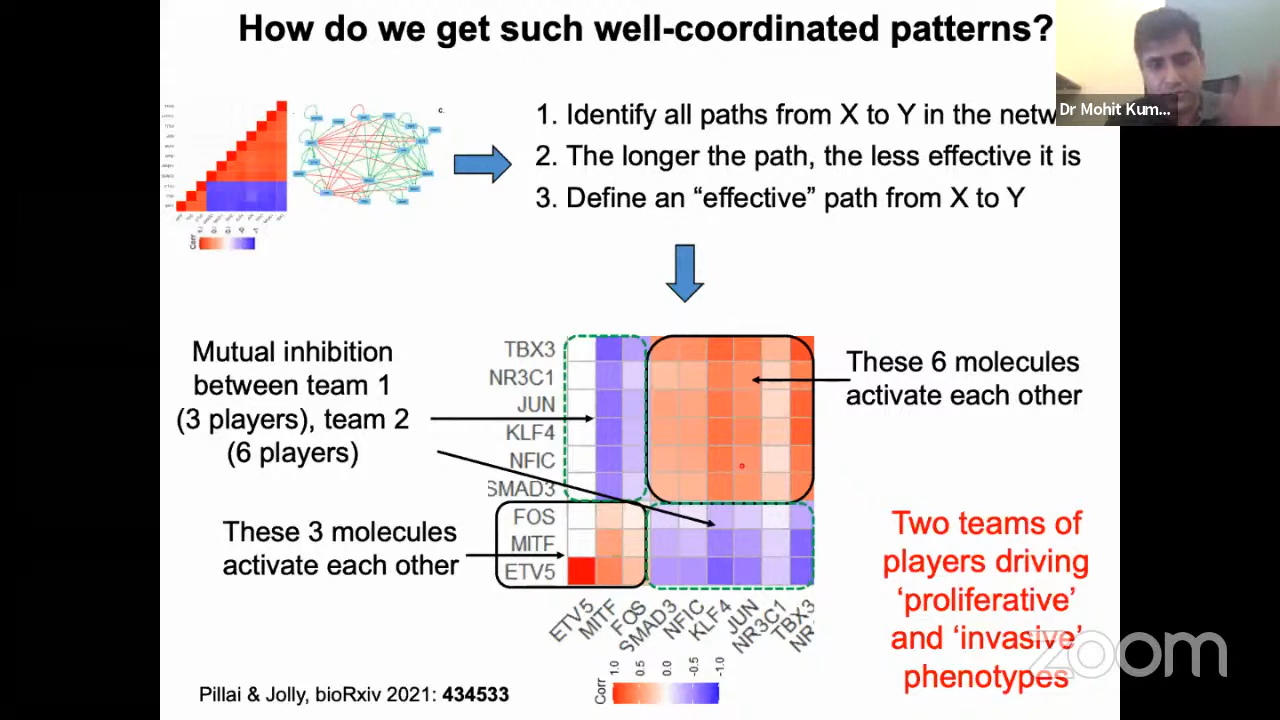 How do we get such well-coordinated patterns?
Dr Mohit Kum...
c.
Corr
1. Identify all paths from X to Y in the netw
2. The longer the path, the less effective it is
3. Define an “effective” path from X to Y
Mutual inhibition
between team 1
(3 players), team 2
(6 players)
These 3 molecules
activate each other
TBX3
NR3C1
JUN
KLF4
NFIC
SMAD3
FOS
MITF
ETV5
ETV5
MITF
FOS
SMAD3
NFIC
KLF4
JUN
NR3C1
TBX3
NR
Corr
1.0
0.5
0.0
-0.5
-1.0
These 6 molecules
activate each other
Two teams of
players driving
‘proliferative’
and ‘invasive’
phenotypes
zoom
Pillai & Jolly, bioRxiv 2021: 434533